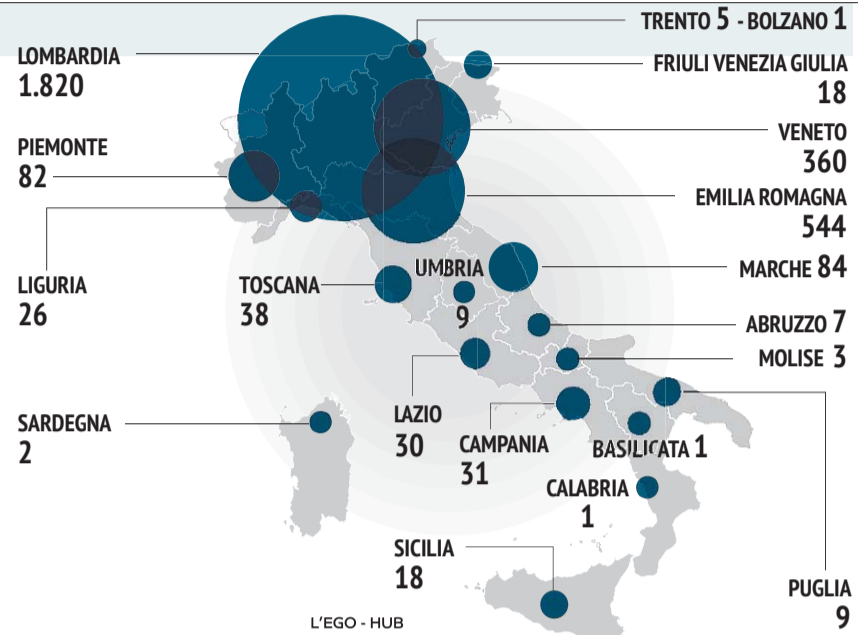 TRENTO 5 - BOLZANO 1
LOMBARDIA
1.820
FRIULI VENEZIA GIULIA
18
VENETO
360
PIEMONTE
82
EMILIA ROMAGNA
544
MARCHE 84
LIGURIA
26
TOSCANA
38
UMBRIA
9
ABRUZZO 7
MOLISE 3
LAZIO
30
CAMPANIA
31
BASILICATA 1
SARDEGNA
2
CALABRIA
1
SICILIA
18
PUGLIA
9
L'EGO - HUB